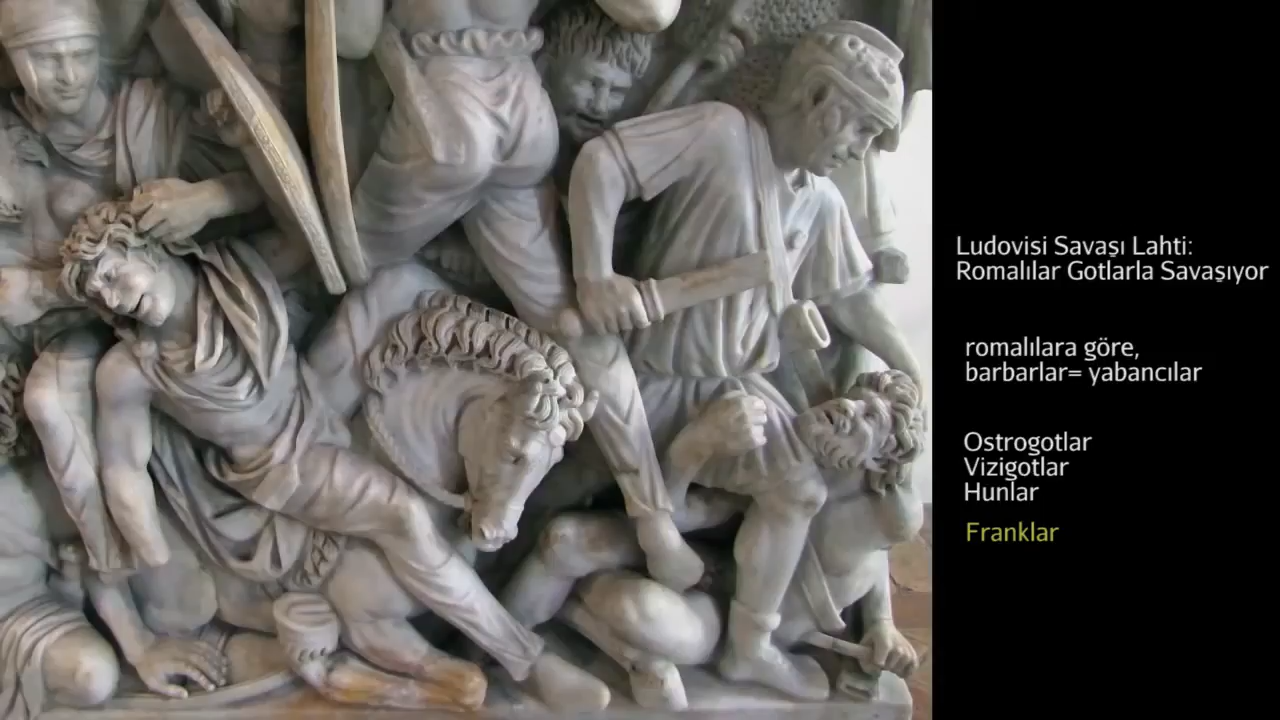 Ludovisi Savaşı Lahti:
Romalılar Gotlarla Savaşıyor
romalılara göre,
barbarlar= yabancılar
Ostrogotlar
Vizigotlar
Hunlar
Franklar